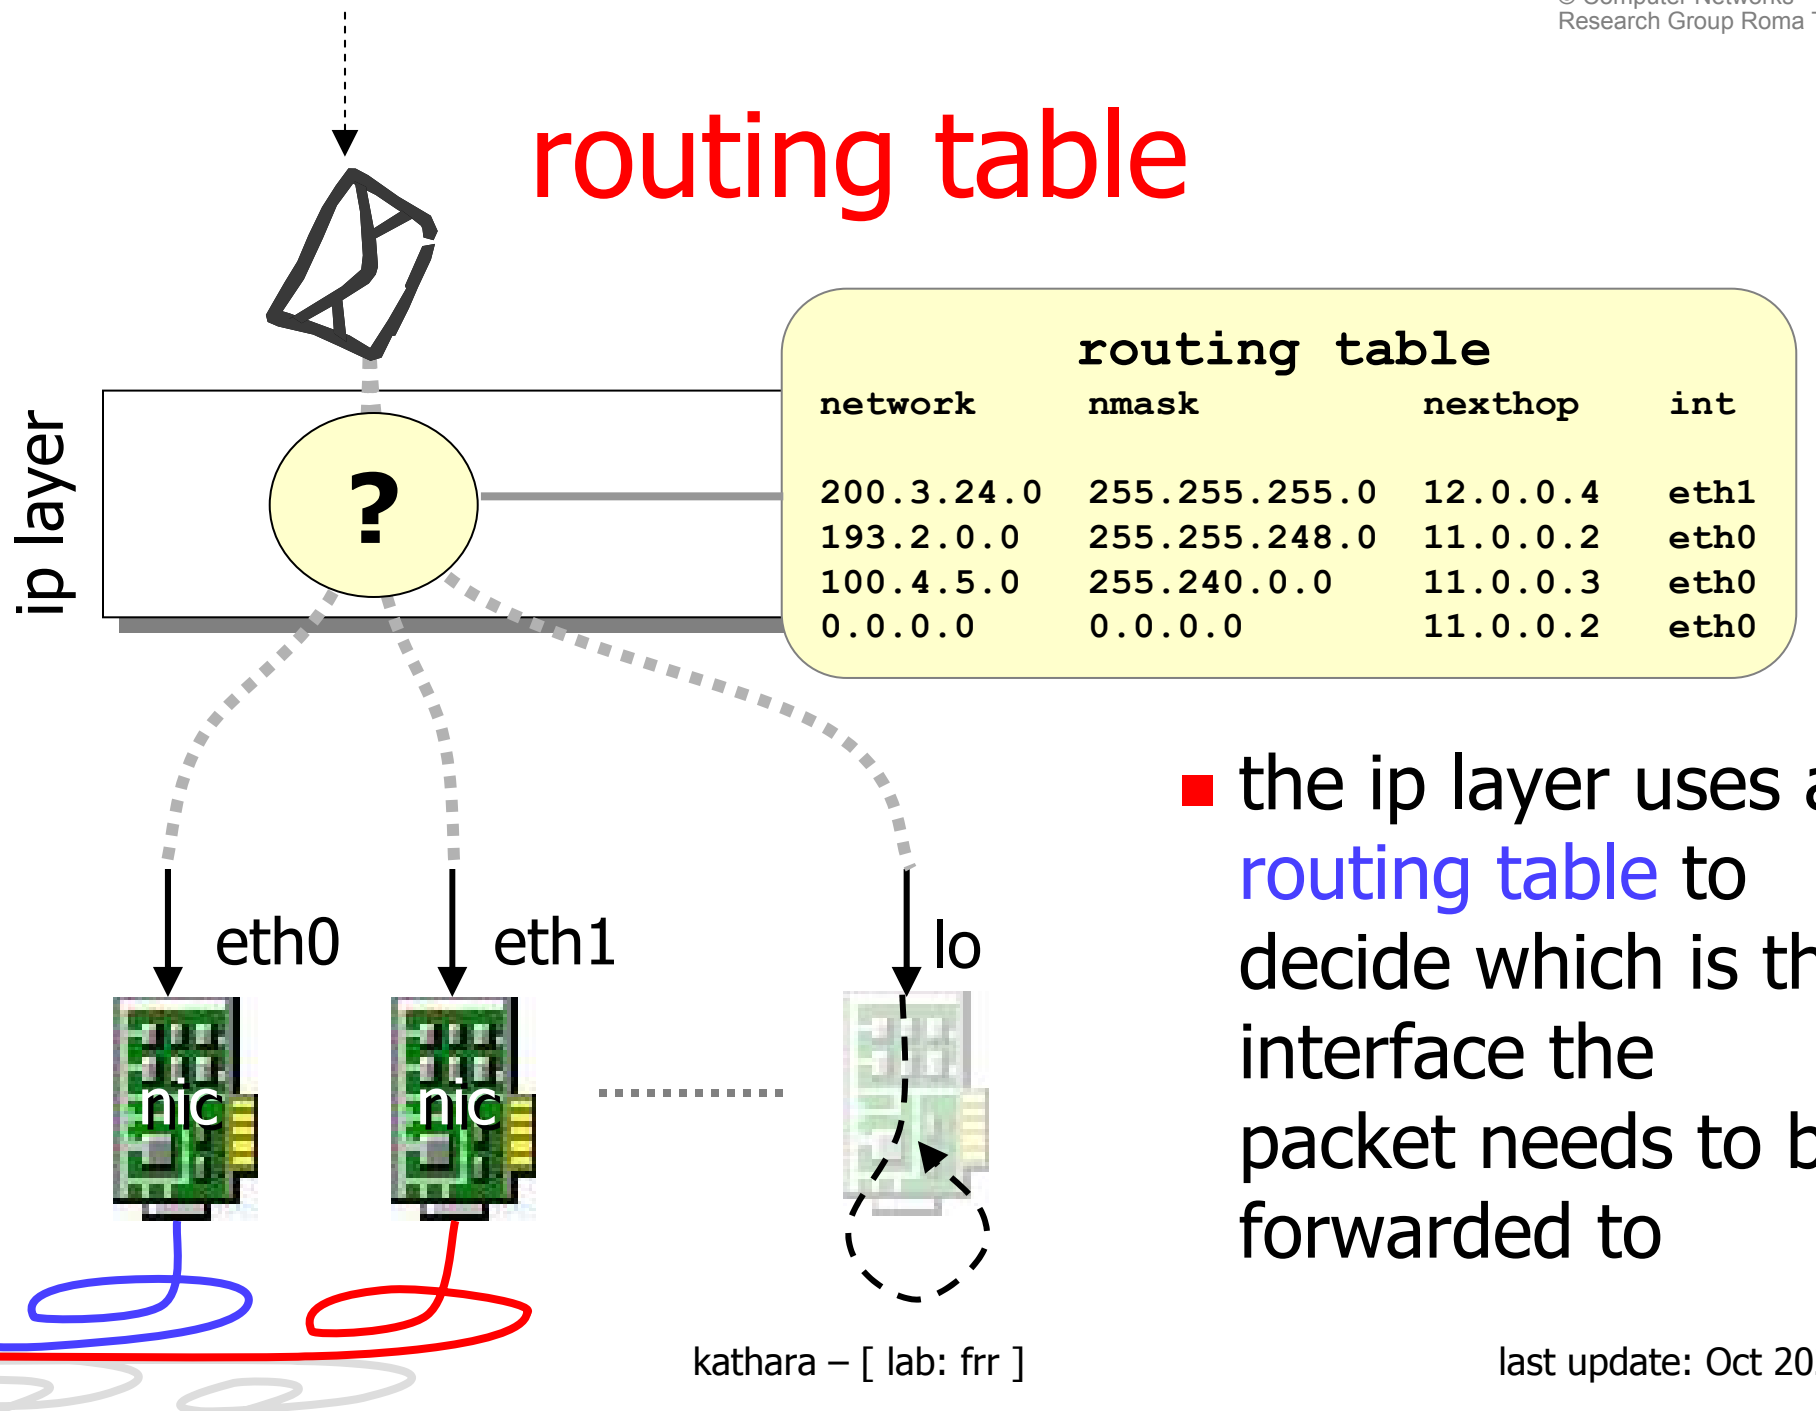 Research Group Roma
routing table
routing table
network nmask nexthop int
200.3.24.0 255.255.255.0 12.0.0.4 eth1
193.2.0.0 255.255.248.0 11.0.0.2 eth0
100.4.5.0 255.240.0.0 11.0.0.3 eth0
0.0.0.0 0.0.0.0 11.0.0.2 eth0
ip layer
?
the ip layer uses a
routing table to
decide which is th
interface the
packet needs to b
forwarded to
eth0 eth1 lo
nic nic
kathara – [ lab: frr ]
last update: Oct 20